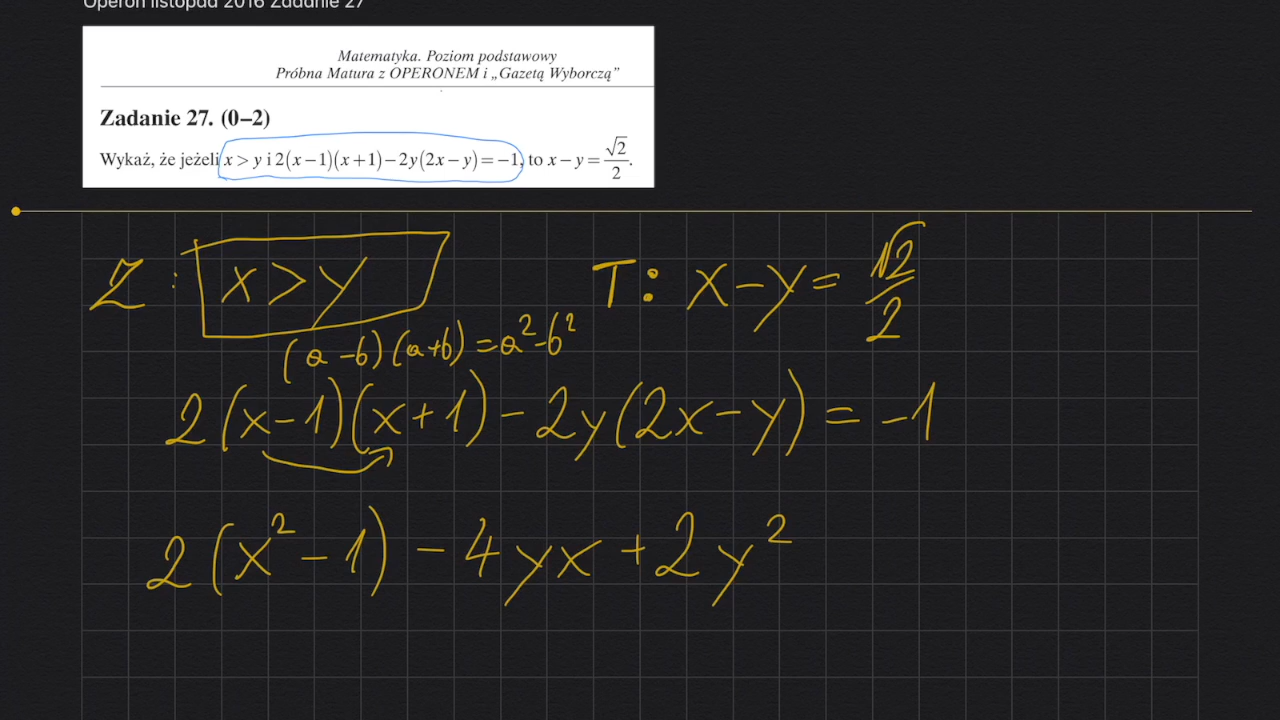 Operon listopad 2016 Zadanie 27
Matematyka. Poziom podstawowy
Próbna Matura z OPERONEM i „Gazetą Wyborczą”
Zadanie 27. (0–2)
Wykaż, że jeżeli x > y i 2(x−1)(x+1)−2y(2x−y)=−1, to x−y=√2/2.
Z : x > y T: x−y= √2/2
(a−b)(a+b)=a²−b²
2(x−1)(x+1)−2y(2x−y)=−1
2(x²−1)−4yx+2y²